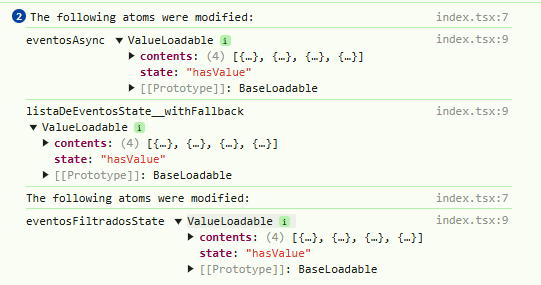 2 The following atoms were modified: index.tsx:7
eventosAsync ▼ ValueLoadable i index.tsx:9
▶ contents: (4) [{…}, {…}, {…}, {…}]
state: "hasValue"
▶ [[Prototype]]: BaseLoadable
listaDeEventosState__withFallback index.tsx:9
▼ ValueLoadable i
▶ contents: (4) [{…}, {…}, {…}, {…}]
state: "hasValue"
▶ [[Prototype]]: BaseLoadable
The following atoms were modified: index.tsx:7
eventosFiltradosState ▼ ValueLoadable i index.tsx:9
▶ contents: (4) [{…}, {…}, {…}, {…}]
state: "hasValue"
▶ [[Prototype]]: BaseLoadable